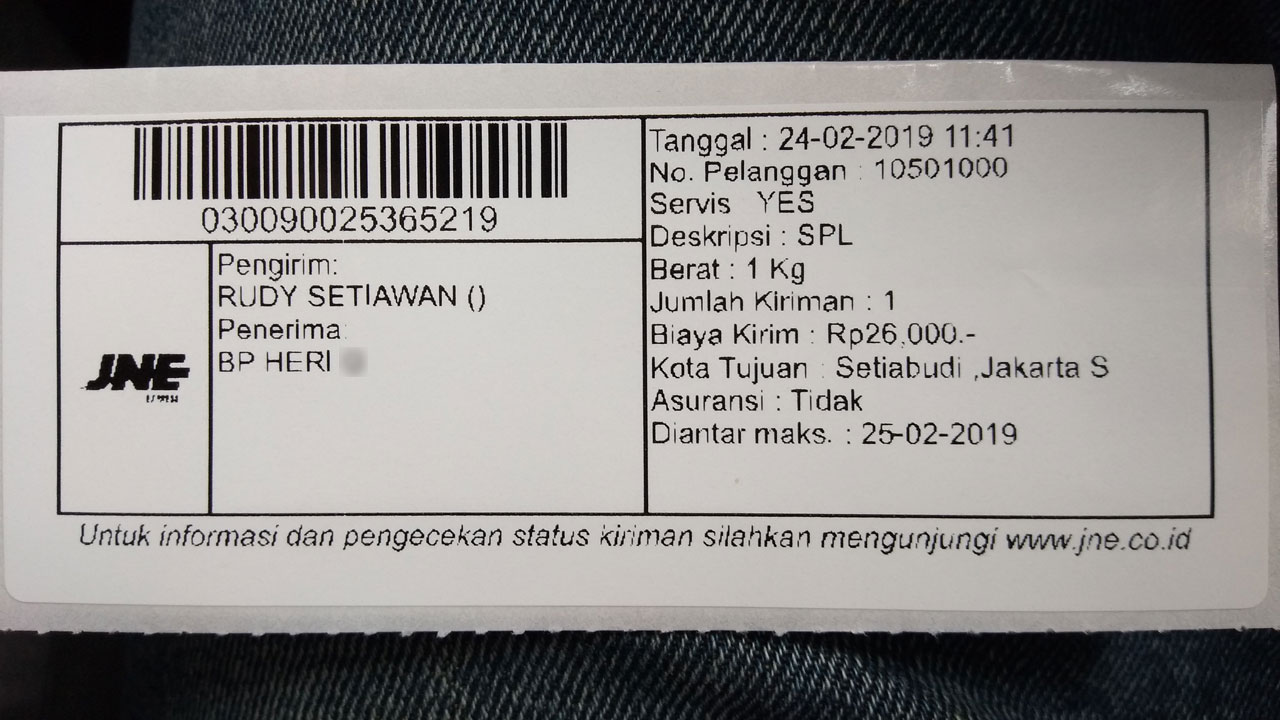 030090025365219
JNE
Pengirim:
RUDY SETIAWAN ()
Penerima
BP HERI
Tanggal : 24-02-2019 11:41
No. Pelanggan : 10501000
Servis YES
Deskripsi : SPL
Berat : 1 Kg
Jumlah Kiriman : 1
Biaya Kirim : Rp26.000.-
Kota Tujuan : Setiabudi ,Jakarta S
Asuransi : Tidak
Diantar maks. : 25-02-2019
Untuk informasi dan pengecekan status kiriman silahkan mengunjungi www.jne.co.id